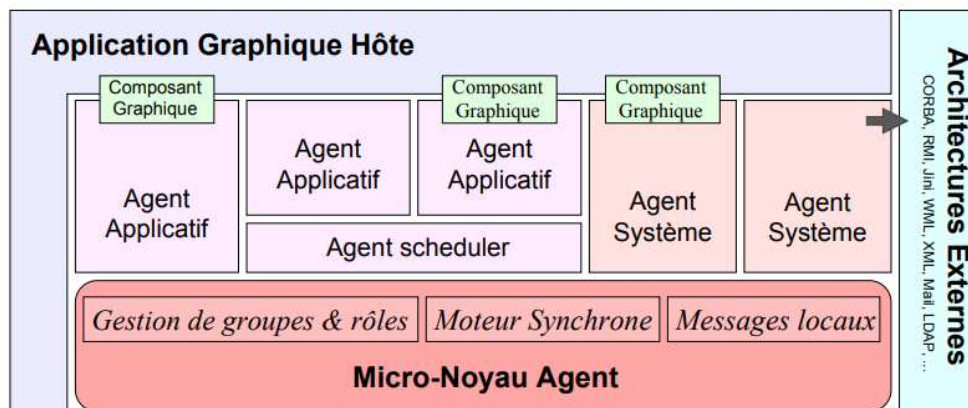 Application Graphique Hôte
Composant
Graphique
Composant
Graphique
Composant
Graphique
Agent
Applicatif
Agent
Applicatif
Agent
Applicatif
Agent scheduler
Agent
Système
Agent
Système
Gestion de groupes & rôles
Moteur Synchrone
Messages locaux
Micro-Noyau Agent
Architectures Externes
CORBA, RMI, Jini, WML, XML, Mail, LDAP, ...